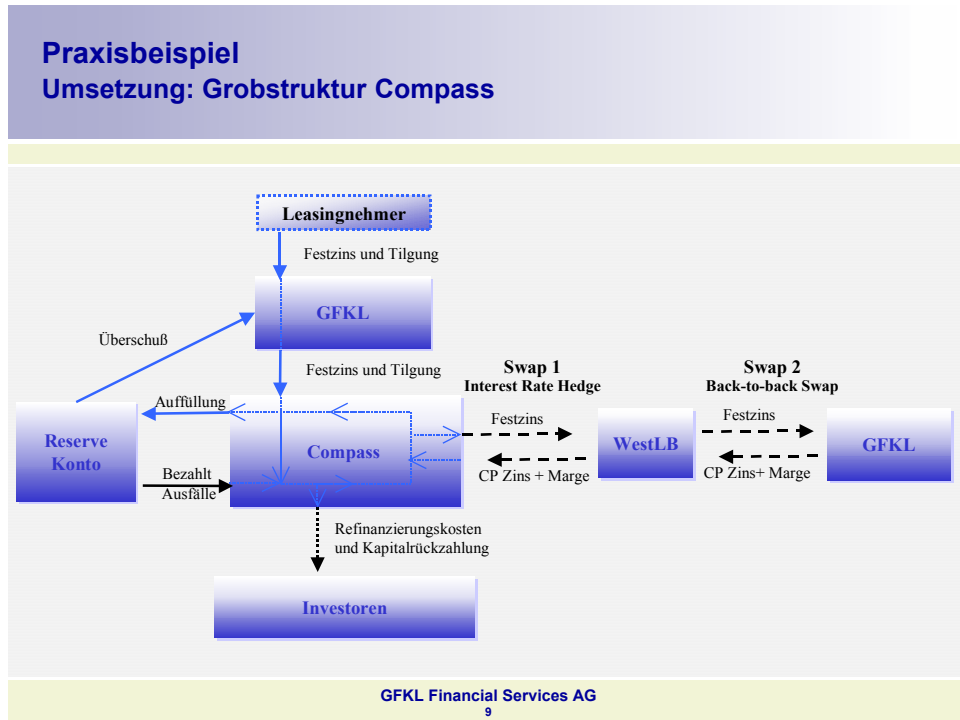 Praxisbeispiel
Umsetzung: Grobstruktur Compass
Leasingnehmer
Festzins und Tilgung
GFKL
Überschuß
Festzins und Tilgung
Swap 1
Interest Rate Hedge
Swap 2
Back-to-back Swap
Auffüllung
Festzins
Festzins
Reserve
Konto
Compass
WestLB
GFKL
Bezahlt
Ausfälle
CP Zins + Marge
CP Zins+ Marge
Refinanzierungskosten
und Kapitalrückzahlung
Investoren
GFKL Financial Services AG
9